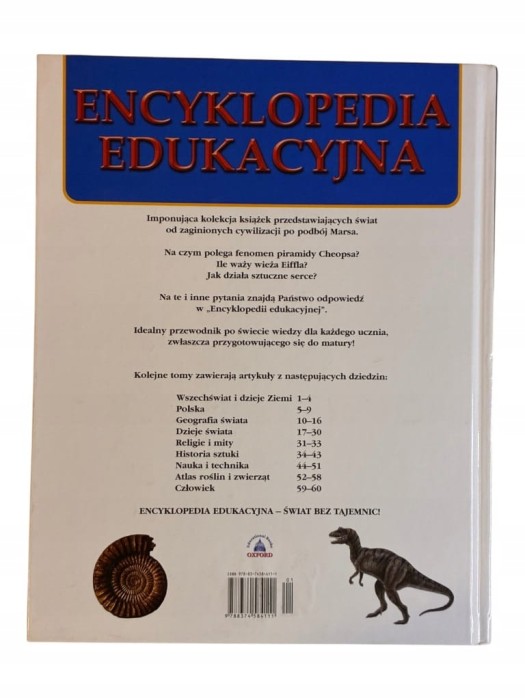 ENCYKLOPEDIA
EDUKACYJNA
Imponująca kolekcja książek przedstawiających świat
od zaginionych cywilizacji po podbój Marsa.
Na czym polega fenomen piramidy Cheopsa?
Ile waży wieża Eiffla?
Jak działa sztuczne serce?
Na te i inne pytania znajdą Państwo odpowiedź
w „Encyklopedii edukacyjnej".
Idealny przewodnik po świecie wiedzy dla każdego ucznia,
zwłaszcza przygotowującego się do matury!
Kolejne tomy zawierają artykuły z następujących dziedzin:
Wszechświat i dzieje Ziemi 1–4
Polska 5–9
Geografia świata 10–16
Dzieje świata 17–30
Religie i mity 31–33
Historia sztuki 34–43
Nauka i technika 44–51
Atlas roślin i zwierząt 52–58
Człowiek 59–60
ENCYKLOPEDIA EDUKACYJNA – ŚWIAT BEZ TAJEMNIC!
OXFORD